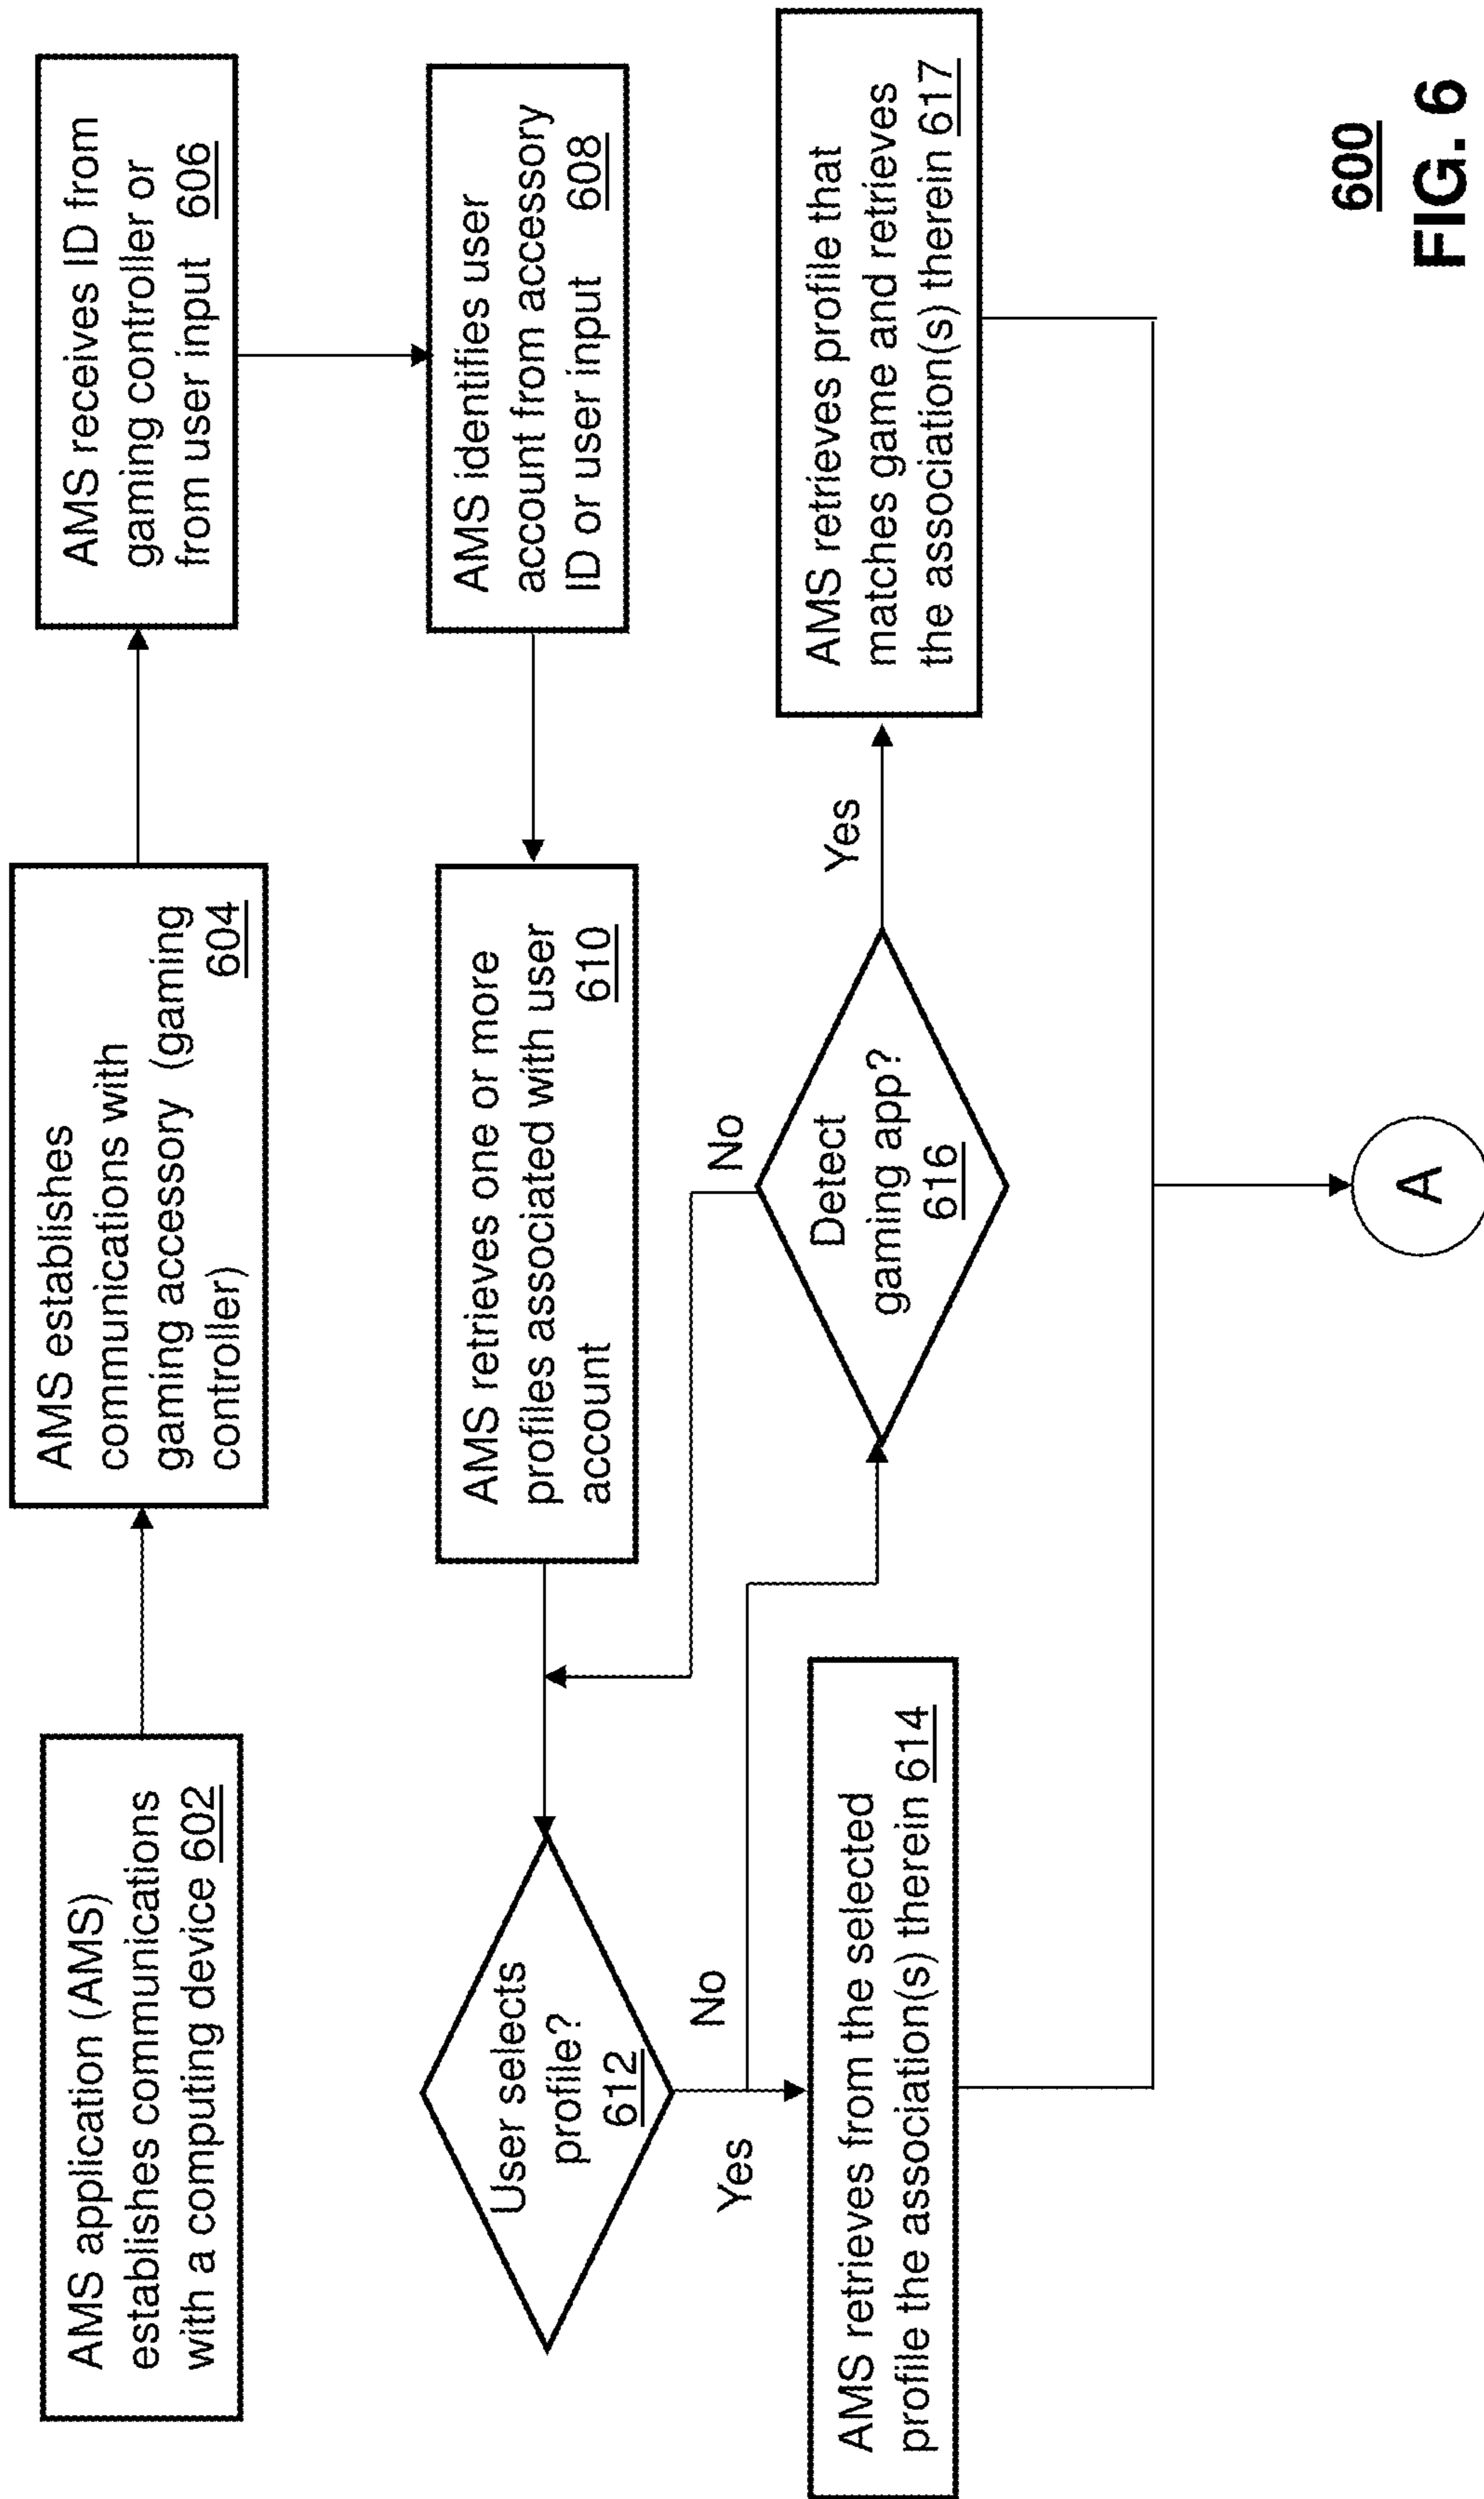 AMS application (AMS)
establishes communications
with a computing device 602
AMS establishes
communications with
gaming accessory (gaming
controller) 604
AMS receives ID from
gaming controller or
from user input 606
AMS identifies user
account from accessory
ID or user input 608
AMS retrieves one or more
profiles associated with user
account 610
User selects
profile?
612
No
Yes
AMS retrieves from the selected
profile the association(s) therein 614
No
Detect
gaming app?
616
Yes
AMS retrieves profile that
matches game and retrieves
the association(s) therein 617
A
600
FIG. 6